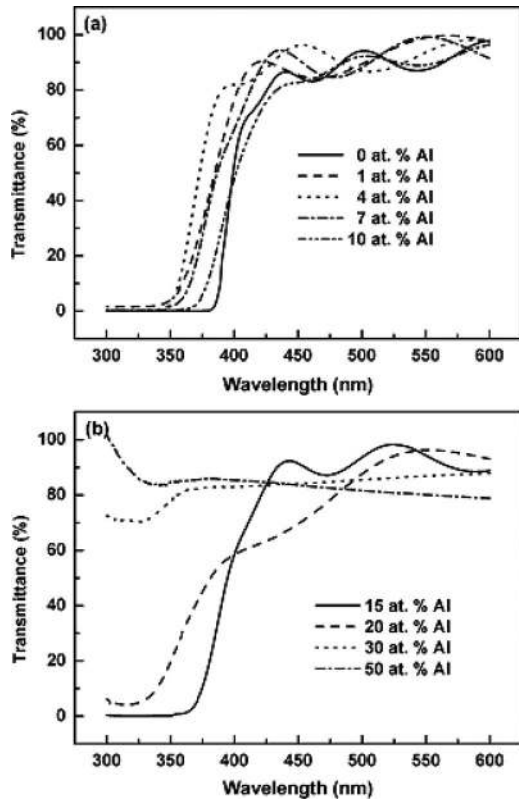 (a)
100
80
60
40
20
0
Transmittance (%)
0 at. % Al
1 at. % Al
4 at. % Al
7 at. % Al
10 at. % Al
300 350 400 450 500 550 600
Wavelength (nm)
(b)
100
80
60
40
20
0
Transmittance (%)
15 at. % Al
20 at. % Al
30 at. % Al
50 at. % Al
300 350 400 450 500 550 600
Wavelength (nm)